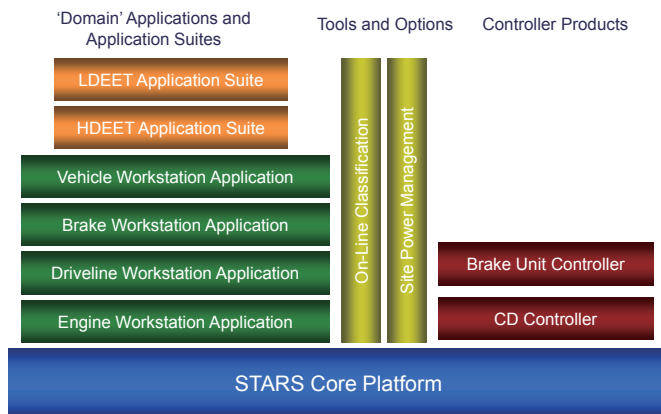 ‘Domain’ Applications and
Application Suites
Tools and Options
Controller Products
LDEET Application Suite
HDEET Application Suite
Vehicle Workstation Application
Brake Workstation Application
Driveline Workstation Application
Engine Workstation Application
On-Line Classification
Site Power Management
Brake Unit Controller
CD Controller
STARS Core Platform